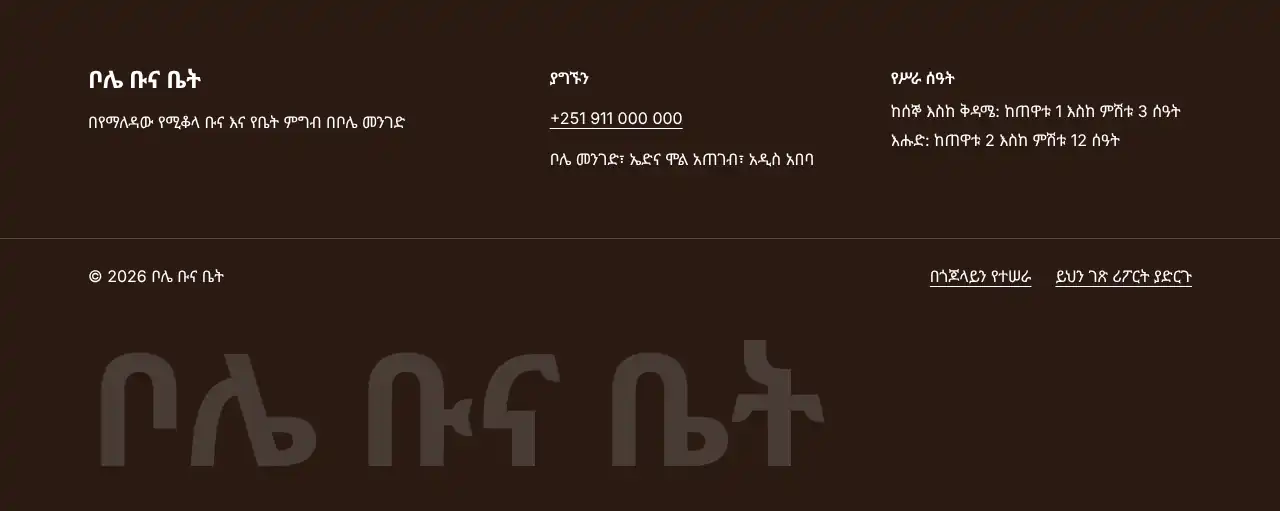 ቦሌ ቡና ቤት
በየማለዳው የሚቆላ ቡና እና የቤት ምግብ በቦሌ መንገድ
ያግኙን
+251 911 000 000
ቦሌ መንገድ፣ ኤድና ሞል አጠገብ፣ አዲስ አበባ
የሥራ ሰዓት
ከሰኞ እስከ ቅዳሜ: ከጠዋቱ 1 እስከ ምሽቱ 3 ሰዓት
እሑድ: ከጠዋቱ 2 እስከ ምሽቱ 12 ሰዓት
© 2026 ቦሌ ቡና ቤት
በጎጆላይን የተሠራ
ይህን ገጽ ሪፖርት ያድርጉ
ቦሌ ቡና ቤት